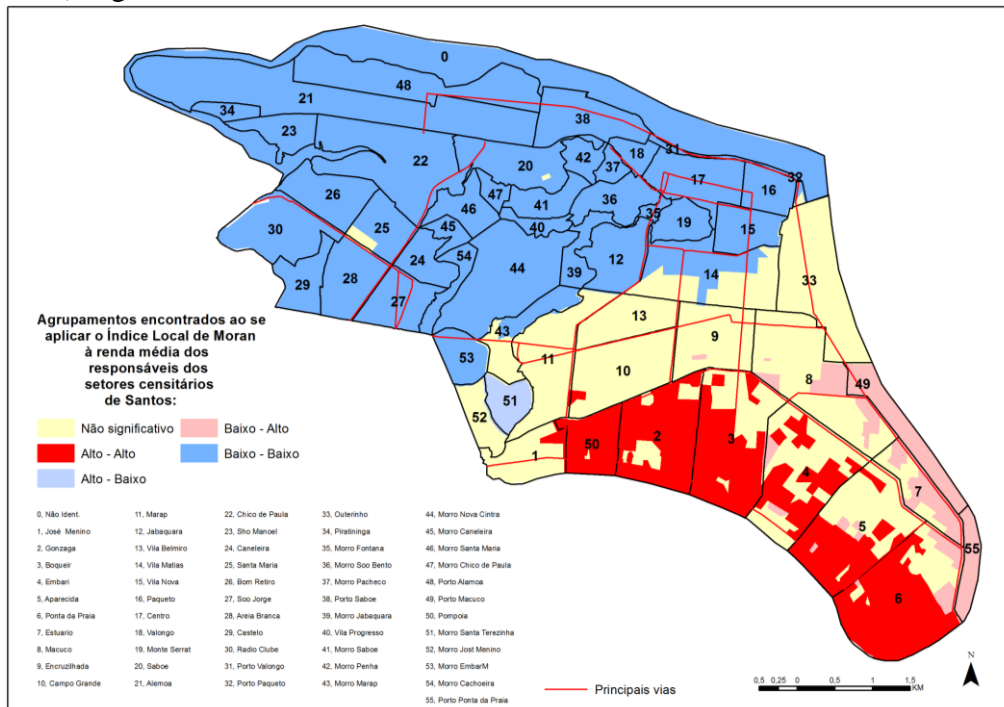 0
48
21
34
23
38
22
20
42
37
18
31
17
16
32
26
47
41
36
46
35
19
15
40
30
25
45
24
54
44
39
12
14
33
29
28
27
43
13
11
9
53
10
8
49
51
52
1
50
2
3
4
7
5
55
6
Agrupamentos encontrados ao se
aplicar o Índice Local de Moran
à renda média dos
responsáveis dos
setores censitários
de Santos:
Não significativo
Baixo - Alto
Alto - Alto
Baixo - Baixo
Alto - Baixo
0, Não Ident.
1, José Menino
2, Gonzaga
3, Boqueir
4, Embari
5, Aparecida
6, Ponta da Praia
7, Estuario
8, Macuco
9, Encruzilhada
10, Campo Grande
11, Marap
12, Jabaquara
13, Vila Belmiro
14, Vila Matias
15, Vila Nova
16, Paqueto
17, Centro
18, Valongo
19, Monte Serrat
20, Saboe
21, Alemoa
22, Chico de Paula
23, Sho Manoel
24, Caneleira
25, Santa Maria
26, Bom Retiro
27, Soo Jorge
28, Areia Branca
29, Castelo
30, Radio Clube
31, Porto Valongo
32, Porto Paqueto
33, Outerinho
34, Piratininga
35, Morro Fontana
36, Morro Soo Bento
37, Morro Pacheco
38, Porto Saboe
39, Morro Jabaquara
40, Vila Progresso
41, Morro Saboe
42, Morro Penha
43, Morro Marap
44, Morro Nova Cintra
45, Morro Caneleira
46, Morro Santa Maria
47, Morro Chico de Paula
48, Porto Alamoa
49, Porto Macuco
50, Pompoia
51, Morro Santa Terezinha
52, Morro Jost Menino
53, Morro EmbarM
54, Morro Cachoeira
55, Porto Ponta da Praia
Principais vias
0,5 0,25 0 0,5 1 1,5
KM
N